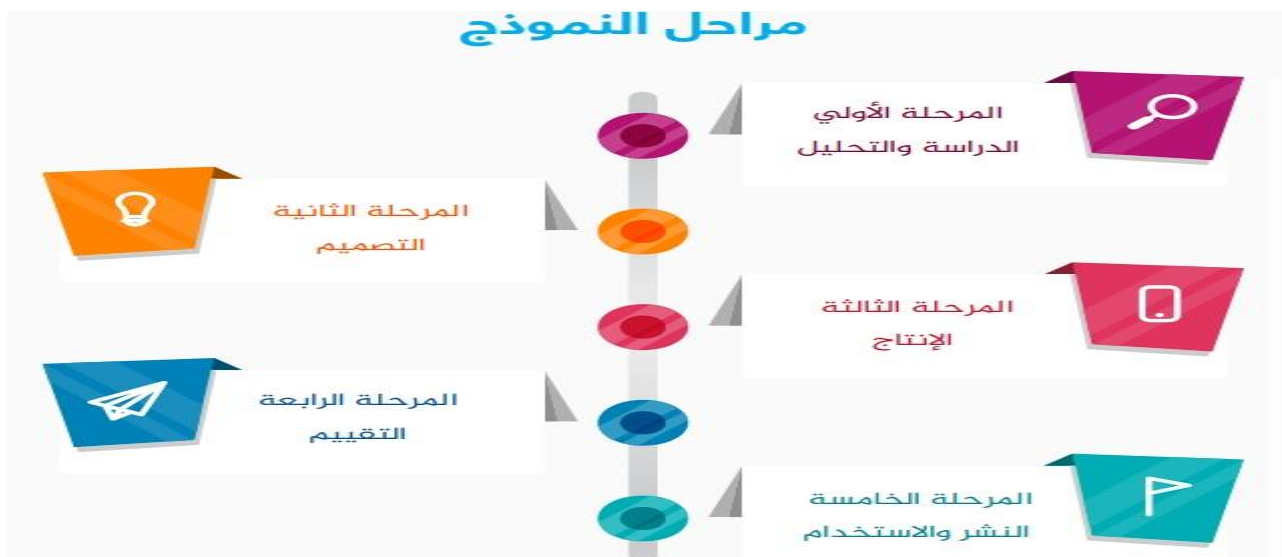 مراحل النموذج
المرحلة الأولي
الدراسة والتحليل
المرحلة الثانية
التصميم
المرحلة الثالثة
الإنتاج
المرحلة الرابعة
التقييم
المرحلة الخامسة
النشر والاستخدام